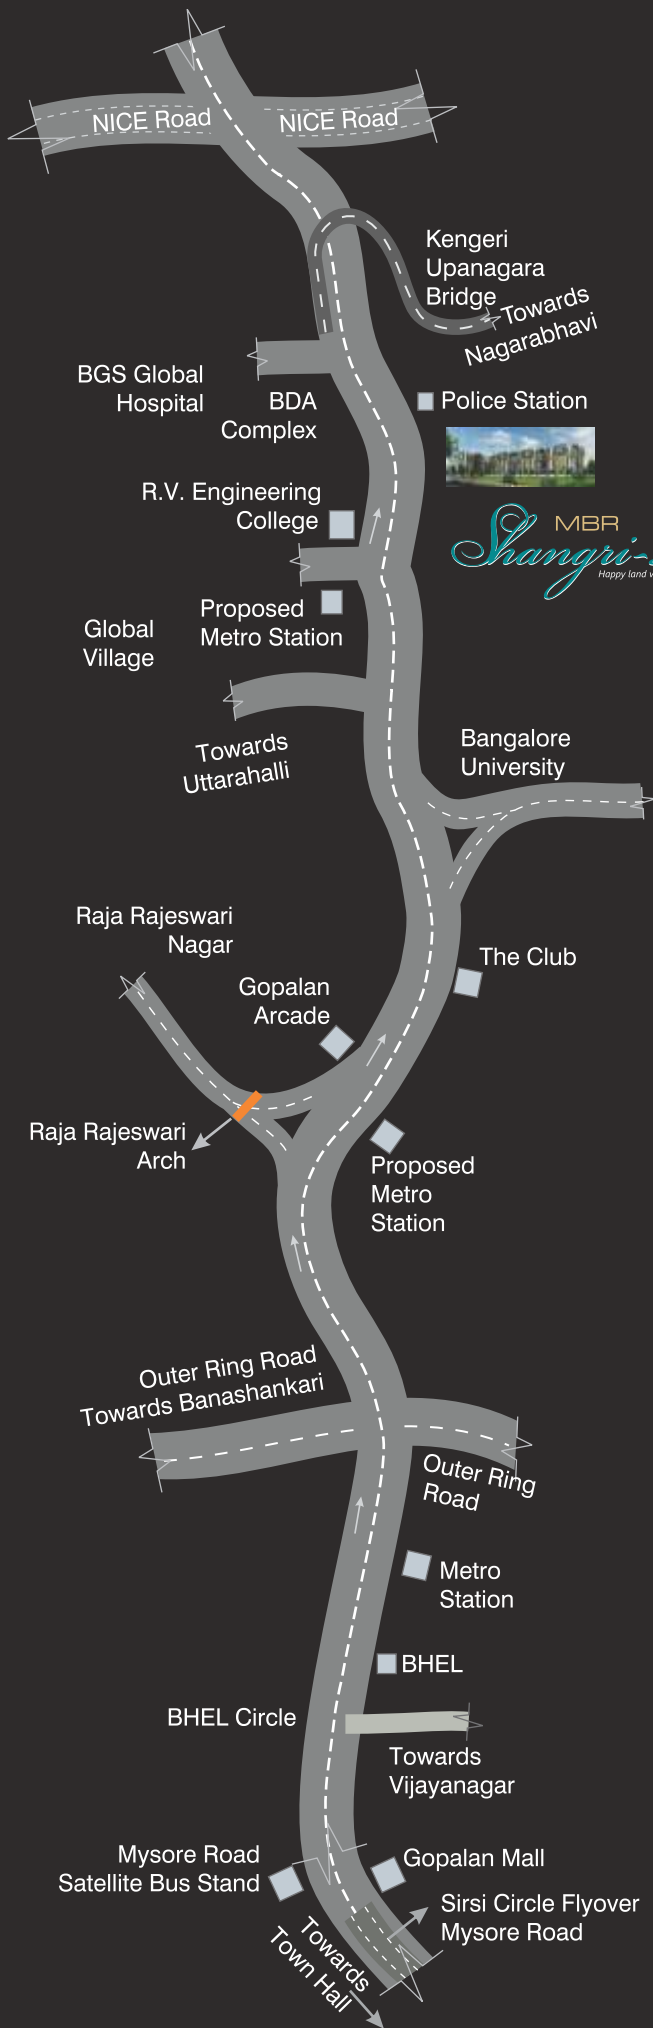 NICE Road
NICE Road
Kengeri
Upanagara
Bridge
Towards
Nagarabhavi
BGS Global
Hospital
BDA
Complex
Police Station
R.V. Engineering
College
MBR
Shangri-
Happy land
Proposed
Metro Station
Global
Village
Towards
Uttarahalli
Bangalore
University
Raja Rajeswari
Nagar
The Club
Gopalan
Arcade
Raja Rajeswari
Arch
Proposed
Metro
Station
Outer Ring Road
Towards Banashankari
Outer Ring
Road
Metro
Station
BHEL
BHEL Circle
Towards
Vijayanagar
Mysore Road
Satellite Bus Stand
Gopalan Mall
Sirsi Circle Flyover
Mysore Road
Towards
Town Hall